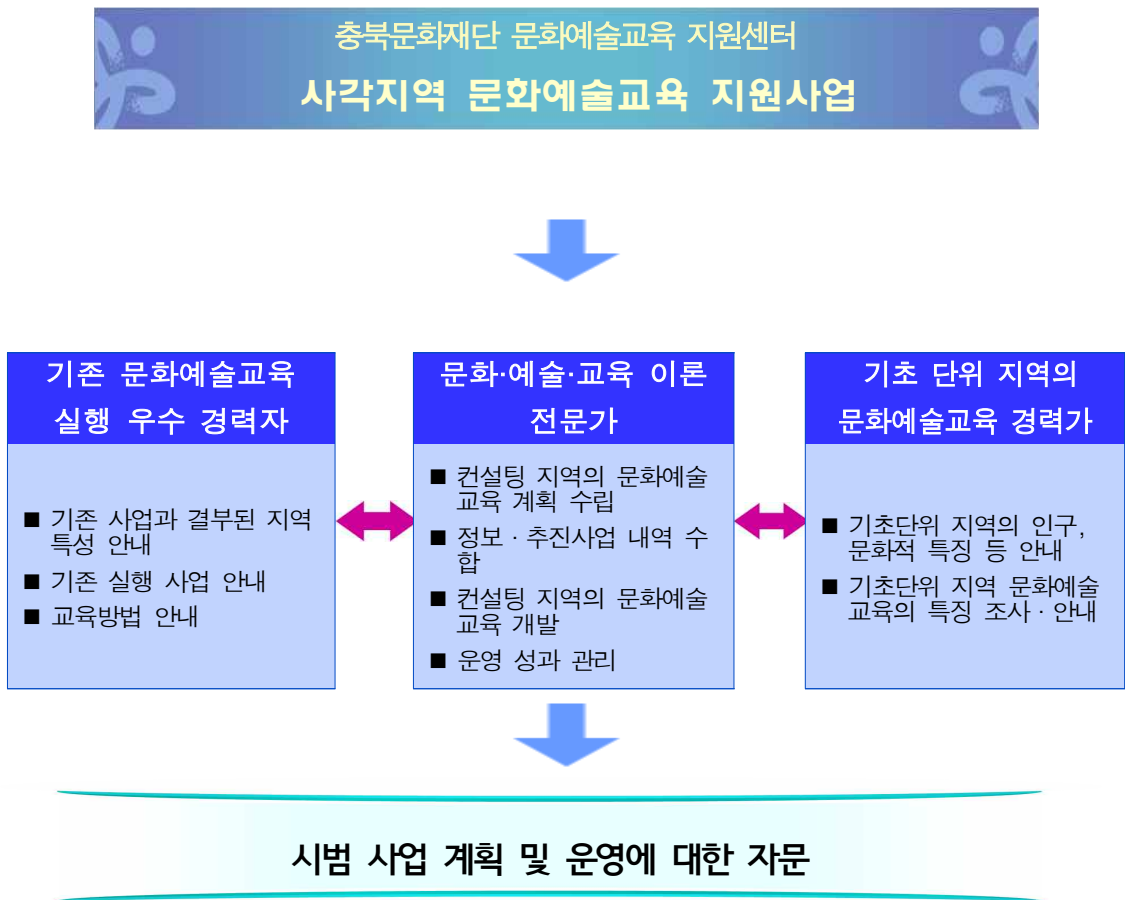 충북문화재단 문화예술교육 지원센터
사각지역 문화예술교육 지원사업
기존 문화예술교육
실행 우수 경력자
■ 기존 사업과 결부된 지역
특성 안내
■ 기존 실행 사업 안내
■ 교육방법 안내
문화·예술·교육 이론
전문가
■ 컨설팅 지역의 문화예술
교육 계획 수립
■ 정보 · 추진사업 내역 수
합
■ 컨설팅 지역의 문화예술
교육 개발
■ 운영 성과 관리
기초 단위 지역의
문화예술교육 경력가
■ 기초단위 지역의 인구,
문화적 특징 등 안내
■ 기초단위 지역 문화예술
교육의 특징 조사 · 안내
시범 사업 계획 및 운영에 대한 자문